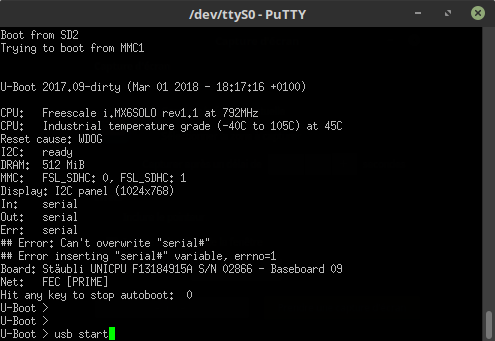 /dev/ttyS0 - PuTTY
Boot from SD2
Trying to boot from MMC1
U-Boot 2017.09-dirty (Mar 01 2018 - 18:17:16 +0100)
CPU:   Freescale i.MX6SOLO rev1.1 at 792MHz
CPU:   Industrial temperature grade (-40C to 105C) at 45C
Reset cause: WDOG
I2C:   ready
DRAM:  512 MiB
MMC:   FSL_SDHC: 0, FSL_SDHC: 1
Display: I2C panel (1024x768)
In:    serial
Out:   serial
Err:   serial
## Error: Can't overwrite "serial#"
## Error inserting "serial#" variable, errno=1
Board: Stäubli UNICPU F13184915A S/N 02866 - Baseboard 09
Net:   FEC [PRIME]
Hit any key to stop autoboot:  0
U-Boot >
U-Boot >
U-Boot > usb start